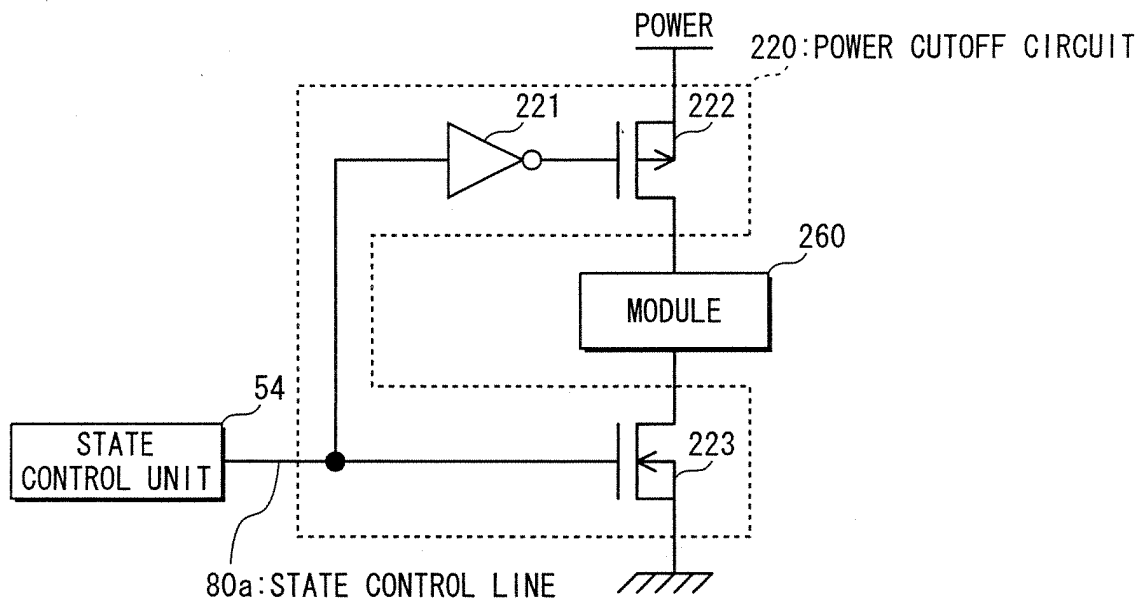 POWER
220:POWER CUTOFF CIRCUIT
221
222
260
MODULE
54
STATE
CONTROL UNIT
223
80a:STATE CONTROL LINE